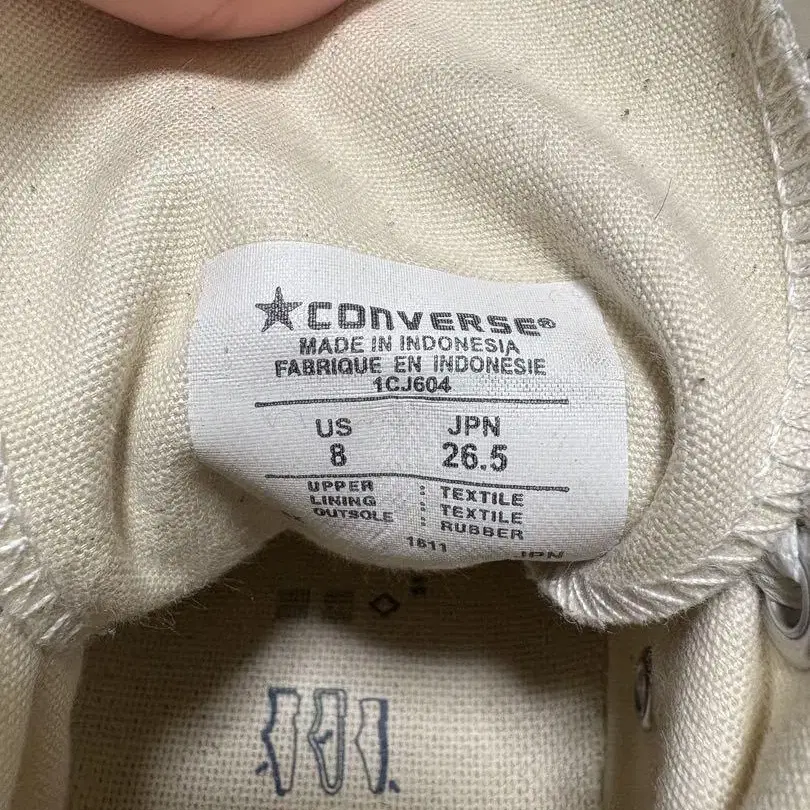 ★CONVERSE®
MADE IN INDONESIA
FABRIQUE EN INDONESIE
1CJ604
US JPN
8 26.5
UPPER : TEXTILE
LINING : TEXTILE
OUTSOLE : RUBBER
1611 JPN